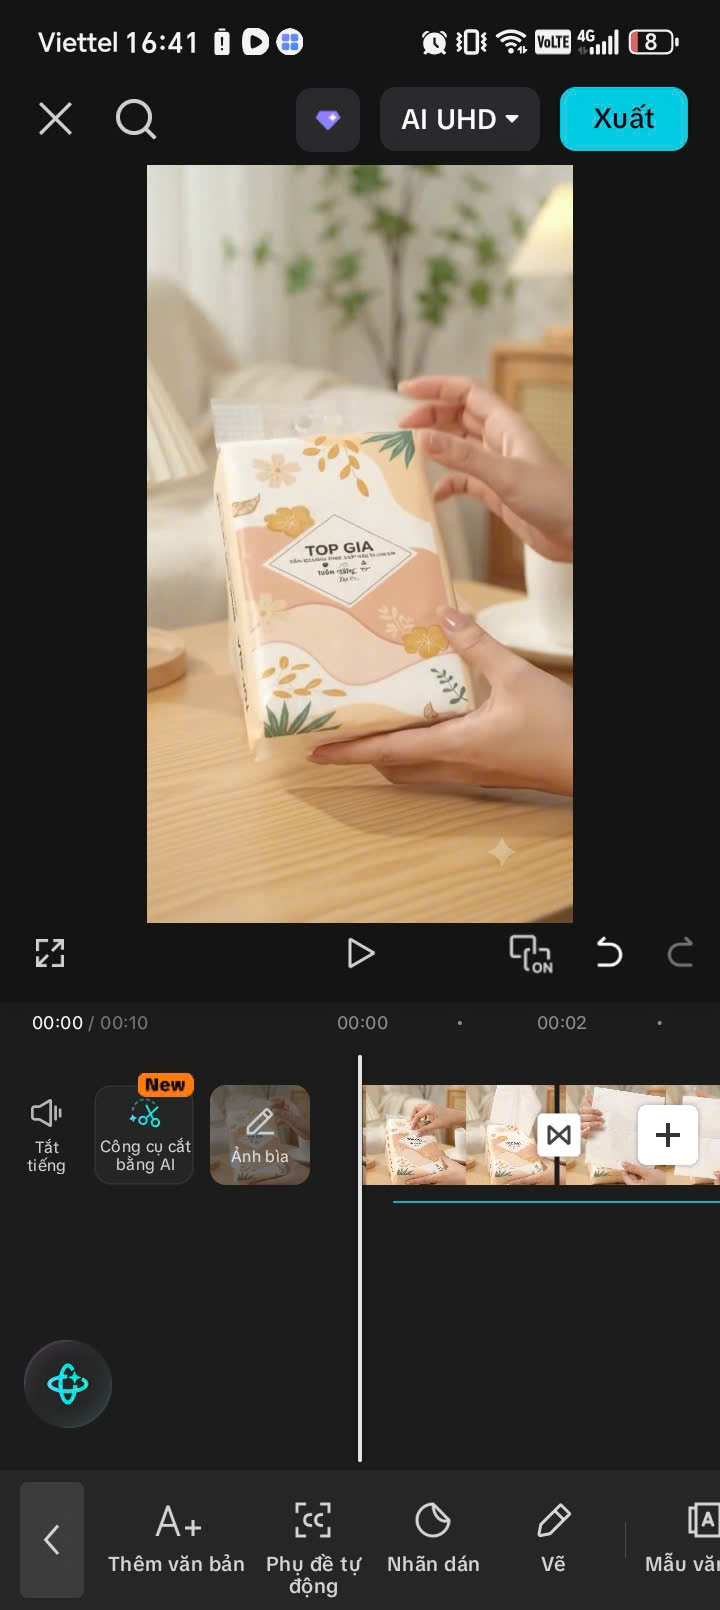 Viettel 16:41
VoLTE 4G 8
AI UHD
Xuất
TOP GIA
ON
00:00 / 00:10
00:00
00:02
New
Tắt
tiếng
Công cụ cắt
bằng AI
Ảnh bìa
A+
Thêm văn bản
CC
Phụ đề tự
động
Nhãn dán
Vẽ
A
Mẫu văn